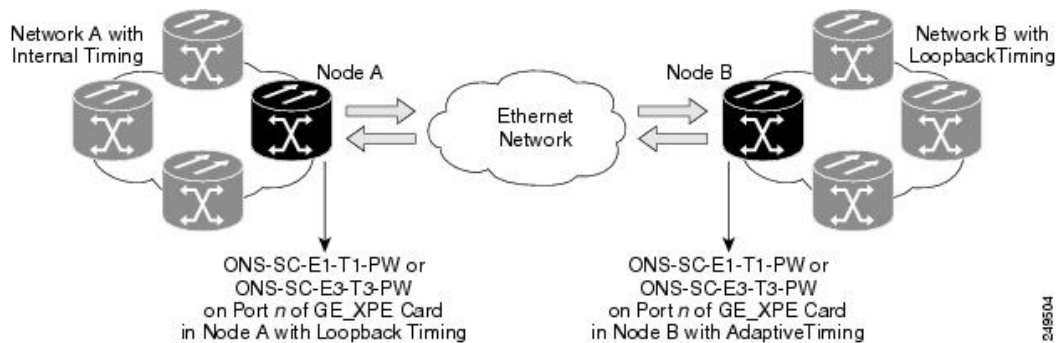 Network A with
Internal Timing
Node A
Ethernet
Network
Node B
Network B with
LoopbackTiming
ONS-SC-E1-T1-PW or
ONS-SC-E3-T3-PW
on Port n of GE_XPE Card
in Node A with Loopback Timing
ONS-SC-E1-T1-PW or
ONS-SC-E3-T3-PW
on Port n of GE_XPE Card
in Node B with AdaptiveTiming
249504